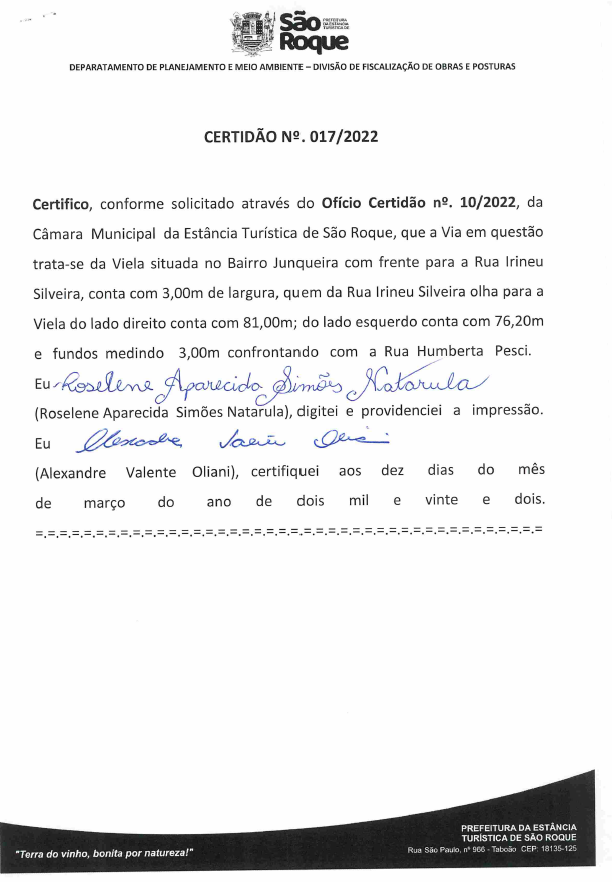 São Roque
PREFEITURA
DA ESTÂNCIA
TURÍSTICA DE
DEPARATAMENTO DE PLANEJAMENTO E MEIO AMBIENTE – DIVISÃO DE FISCALIZAÇÃO DE OBRAS E POSTURAS
CERTIDÃO Nº. 017/2022
Certifico, conforme solicitado através do Ofício Certidão nº. 10/2022, da
Câmara Municipal da Estância Turística de São Roque, que a Via em questão
trata-se da Viela situada no Bairro Junqueira com frente para a Rua Irineu
Silveira, conta com 3,00m de largura, quem da Rua Irineu Silveira olha para a
Viela do lado direito conta com 81,00m; do lado esquerdo conta com 76,20m
e fundos medindo 3,00m confrontando com a Rua Humberta Pesci.
Eu Roselene Aparecida Simões Natarula
(Roselene Aparecida Simões Natarula), digitei e providenciei a impressão.
Eu
(Alexandre Valente Oliani), certifiquei aos dez dias do mês
de março do ano de dois mil e vinte e dois.
=.=.=.=.=.=.=.=.=.=.=.=.=.=.=.=.=.=.=.=.=.=.=.=.=.=.=.=.=.=.=.=.=.=.=.=.=.=.=.=.=.=
PREFEITURA DA ESTÂNCIA
TURÍSTICA DE SÃO ROQUE
Rua São Paulo, nº 966 - Taboão CEP: 18135-125
"Terra do vinho, bonita por natureza!"